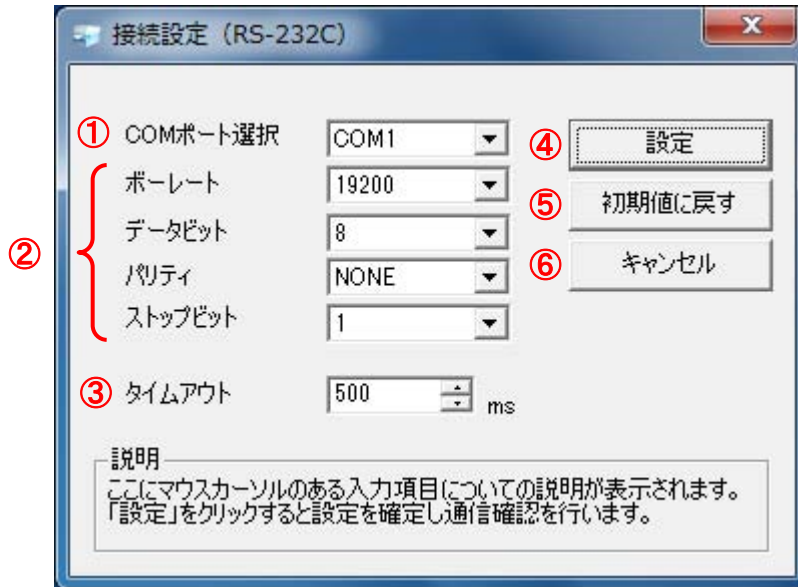 接続設定（RS-232C）
① COMポート選択 COM1 ④ 設定
② ボーレート 19200 ⑤ 初期値に戻す
データビット 8
パリティ NONE ⑥ キャンセル
ストップビット 1
③ タイムアウト 500 ms
説明
ここにマウスカーソルのある入力項目についての説明が表示されます。
「設定」をクリックすると設定を確定し通信確認を行います。